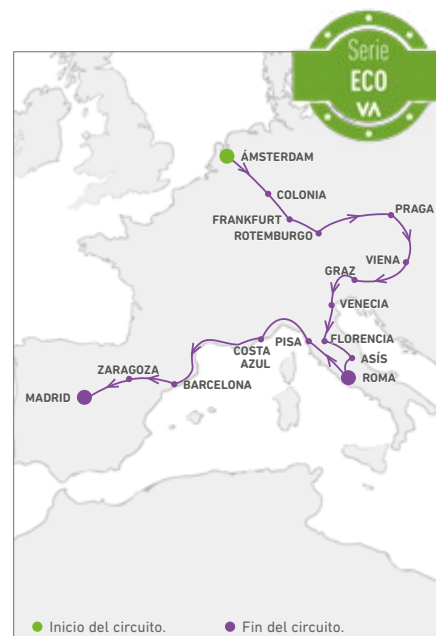 Serie
ECO
VA
ÁMSTERDAM
COLONIA
FRANKFURT
ROTEMBURGO
PRAGA
VIENA
GRAZ
VENECIA
FLORENCIA
PISA
ASÍS
COSTA
AZUL
ROMA
ZARAGOZA
BARCELONA
MADRID
Inicio del circuito.
Fin del circuito.